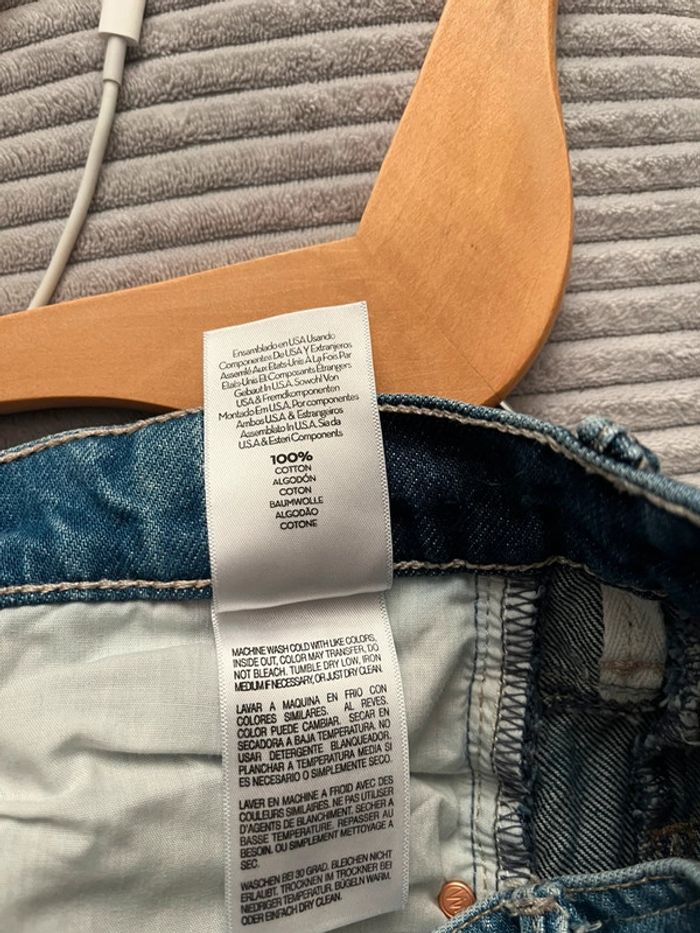 Ensamblado en USA Usando
Componentes De USA Y Extranjeros
Assemblé Aux Etats-Unis À La Fois Par
Etats-Unis Et Composants Étrangers
Gebaut In U.S.A. Sowohl Von
USA & Fremdkomponenten
Montado Em U.S.A. Por componentes
Ambos U.S.A & Estrangeiros
Assemblato In U.S.A. Sia da
U.S.A & Esteri Components
100%
COTTON
ALGODÓN
COTON
BAUMWOLLE
ALGODÃO
COTONE
MACHINE WASH COLD WITH LIKE COLORS,
INSIDE OUT, COLOR MAY TRANSFER, DO
NOT BLEACH. TUMBLE DRY LOW, IRON
MEDIUM IF NECESSARY, OR JUST DRY CLEAN.
LAVAR A MAQUINA EN FRIO CON
COLORES SIMILARES. AL REVES.
COLOR PUEDE CAMBIAR. SECAR EN
SECADORA A BAJA TEMPERATURA. NO
USAR DETERGENTE BLANQUEADOR.
PLANCHAR A TEMPERATURA MEDIA SI
ES NECESARIO O SIMPLEMENTE SECO.
LAVER EN MACHINE A FROID AVEC DES
COULEURS SIMILAIRES. NE PAS UTILISER
D'AGENTS DE BLANCHIMENT. SECHER A
BASSE TEMPERATURE. REPASSER AU
BESOIN. OU SIMPLEMENT METTOYAGE A
SEC.
WASCHEN BEI 30 GRAD. BLEICHEN NICHT
ERLAUBT. TROCKNEN IM TROCKNER BEI
NIEDRIGER TEMPERATUR. BÜGELN WARM.
ODER EINFACH DRY CLEAN.